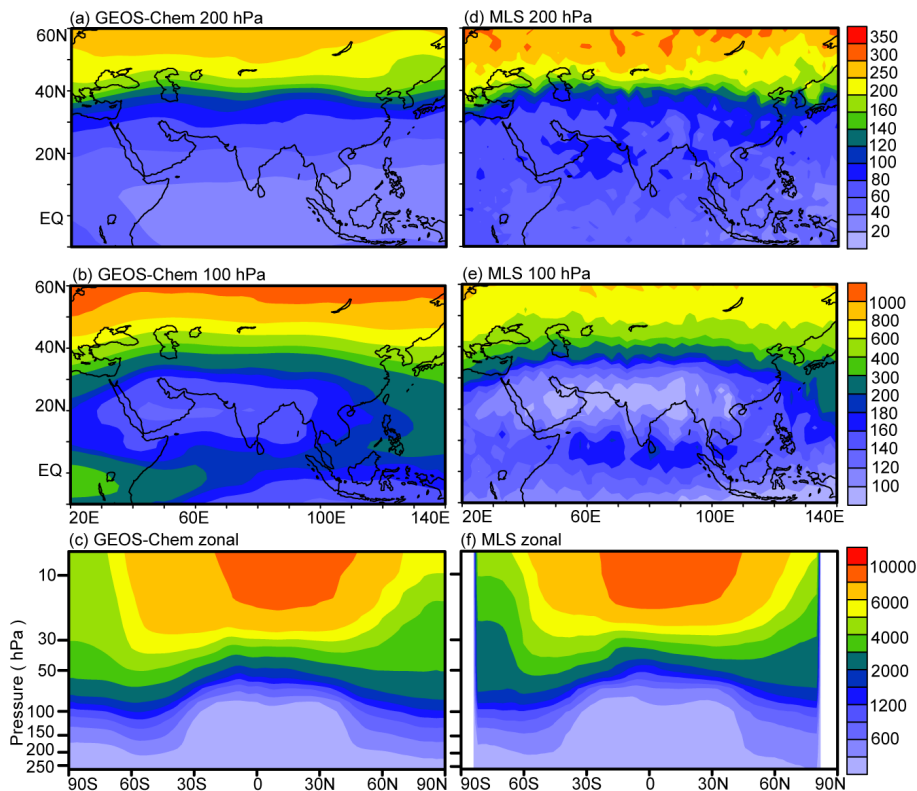 (a) GEOS-Chem 200 hPa
60N
40N
20N
EQ
(d) MLS 200 hPa
350
300
250
200
160
140
120
100
80
60
40
20
(b) GEOS-Chem 100 hPa
60N
40N
20N
EQ
20E 60E 100E 140E
(e) MLS 100 hPa
20E 60E 100E 140E
1000
800
600
400
300
200
180
160
140
120
100
(c) GEOS-Chem zonal
Pressure ( hPa )
10
30
50
100
150
200
250
90S 60S 30S 0 30N 60N 90N
(f) MLS zonal
90S 60S 30S 0 30N 60N 90N
10000
6000
4000
2000
1200
600